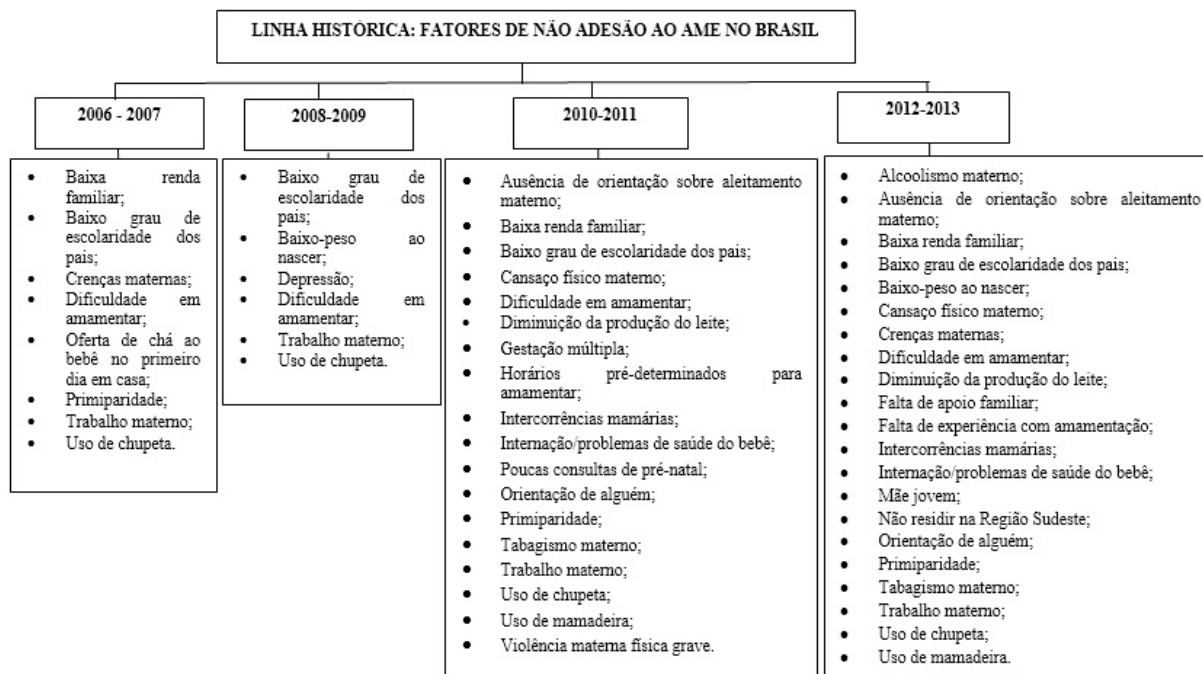 LINHA HISTÓRICA: FATORES DE NÃO ADESÃO AO AME NO BRASIL
2006 - 2007
• Baixa renda
familiar;
• Baixo grau de
escolaridade dos
pais;
• Crenças maternas;
• Dificuldade em
amamentar;
• Oferta de chá ao
bebê no primeiro
dia em casa;
• Primiparidade;
• Trabalho materno;
• Uso de chupeta.
2008-2009
• Baixo grau de
escolaridade dos
pais;
• Baixo-peso ao
nascer;
• Depressão;
• Dificuldade em
amamentar;
• Trabalho materno;
• Uso de chupeta.
2010-2011
• Ausência de orientação sobre aleitamento
materno;
• Baixa renda familiar;
• Baixo grau de escolaridade dos pais;
• Cansaço físico materno;
• Dificuldade em amamentar;
• Diminuição da produção do leite;
• Gestação múltipla;
• Horários pré-determinados para
amamentar;
• Intercorrências mamárias;
• Internação/problemas de saúde do bebê;
• Poucas consultas de pré-natal;
• Orientação de alguém;
• Primiparidade;
• Tabagismo materno;
• Trabalho materno;
• Uso de chupeta;
• Uso de mamadeira;
• Violência materna física grave.
2012-2013
• Alcoolismo materno;
• Ausência de orientação sobre aleitamento
materno;
• Baixa renda familiar;
• Baixo grau de escolaridade dos pais;
• Baixo-peso ao nascer;
• Cansaço físico materno;
• Crenças maternas;
• Dificuldade em amamentar;
• Diminuição da produção do leite;
• Falta de apoio familiar;
• Falta de experiência com amamentação;
• Intercorrências mamárias;
• Internação/problemas de saúde do bebê;
• Mãe jovem;
• Não residir na Região Sudeste;
• Orientação de alguém;
• Primiparidade;
• Tabagismo materno;
• Trabalho materno;
• Uso de chupeta;
• Uso de mamadeira.